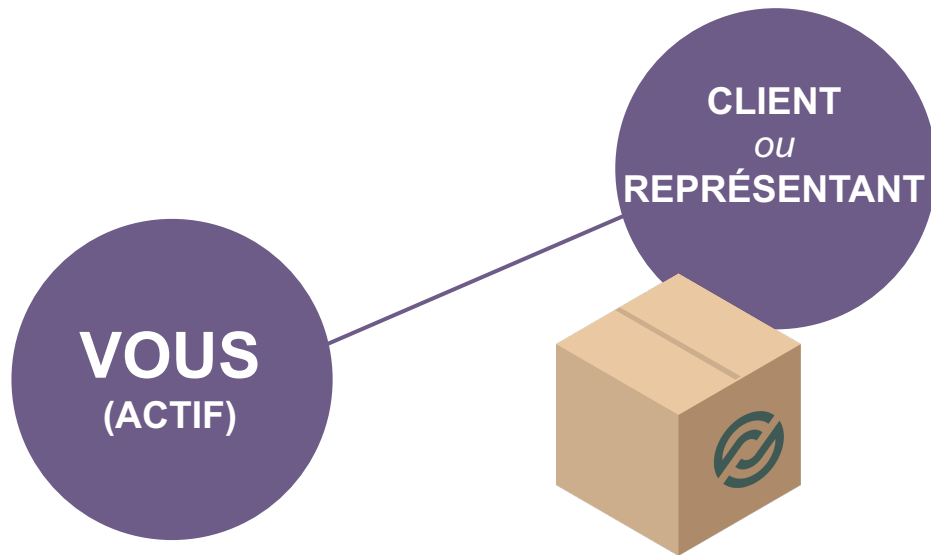 CLIENT
ou
REPRÉSENTANT
VOUS
(ACTIF)